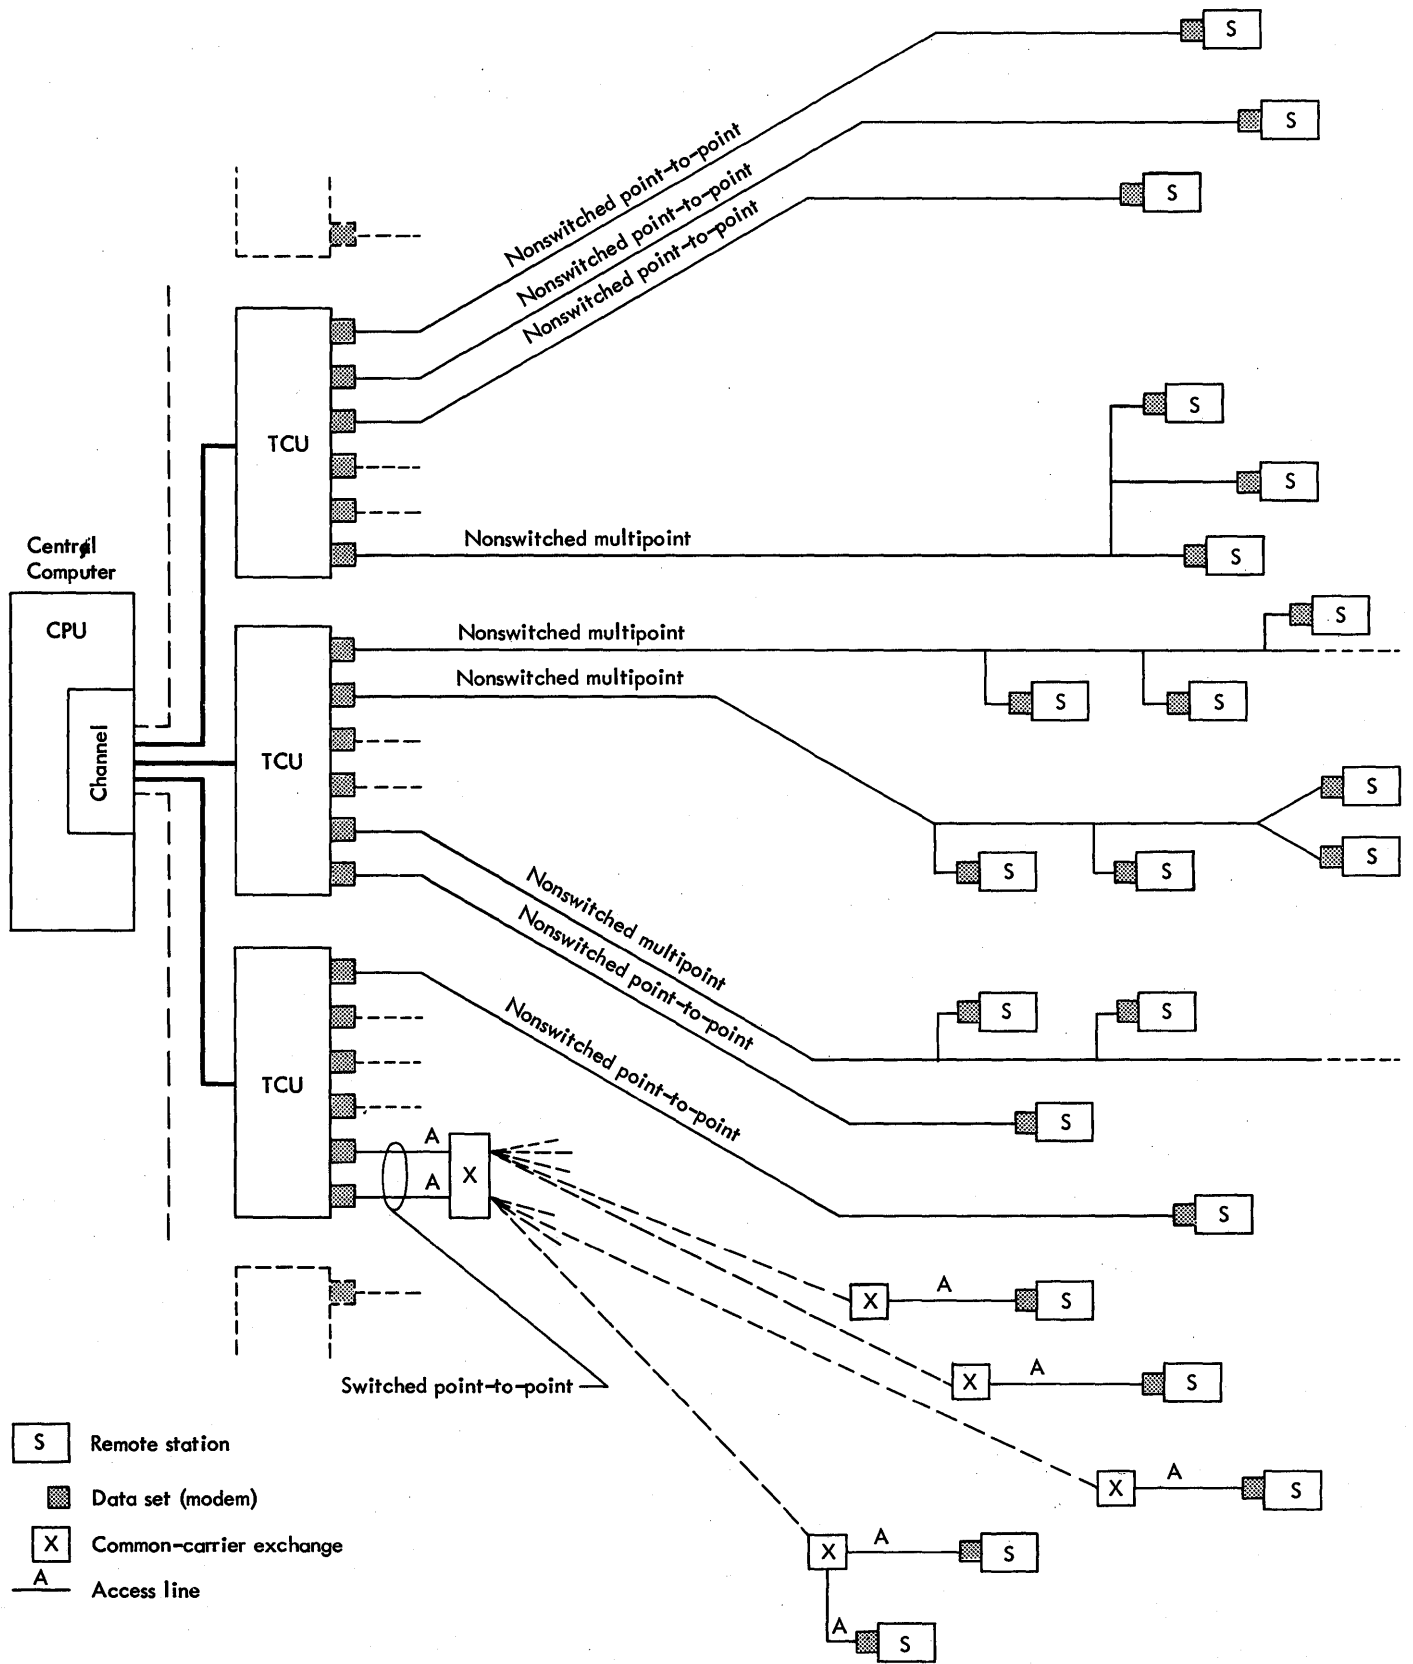 S
S
S
Nonswitched point-to-point
Nonswitched point-to-point
Nonswitched point-to-point
TCU
S
S
Nonswitched multipoint
S
Central
Computer
CPU
Channel
TCU
Nonswitched multipoint
S
Nonswitched multipoint
S
S
S
S
S
S
Nonswitched multipoint
Nonswitched point-to-point
S
S
S
TCU
Nonswitched point-to-point
S
A
A
X
X
A
S
X
A
S
X
A
S
X
A
S
A
S
Switched point-to-point
S
Remote station
Data set (modem)
X
Common-carrier exchange
A
Access line